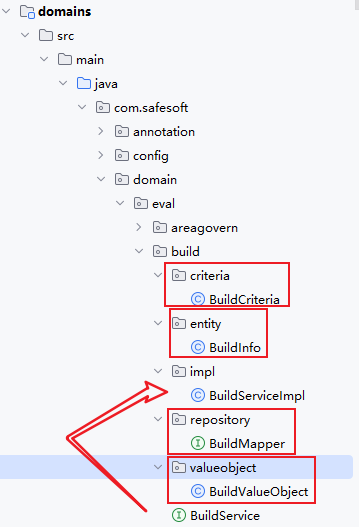 domains
src
main
java
com.safesoft
annotation
config
domain
eval
areagovern
build
criteria
C BuildCriteria
entity
C BuildInfo
impl
C BuildServiceImpl
repository
I BuildMapper
valueobject
C BuildValueObject
I BuildService